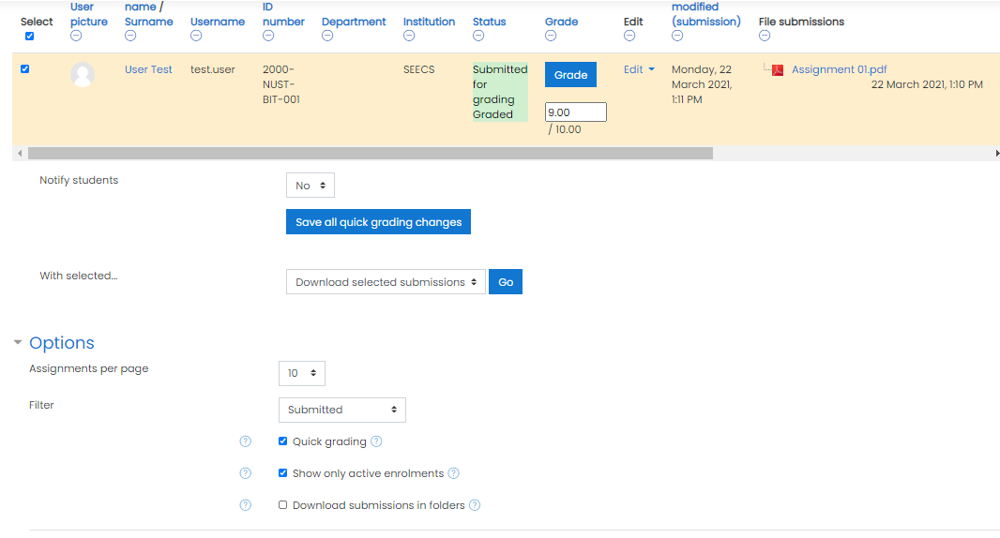 Select
User picture
name / Surname
Username
ID number
Department
Institution
Status
Grade
Edit
modified (submission)
File submissions
User Test
test.user
2000-
NUST-
BIT-001
SEECS
Submitted
for
grading
Graded
Grade
9.00
/ 10.00
Edit
Monday, 22
March 2021,
1:11 PM
Assignment 01.pdf
22 March 2021, 1:10 PM
Notify students
No
Save all quick grading changes
With selected...
Download selected submissions
Go
Options
Assignments per page
10
Filter
Submitted
? Quick grading ?
? Show only active enrolments ?
? Download submissions in folders ?